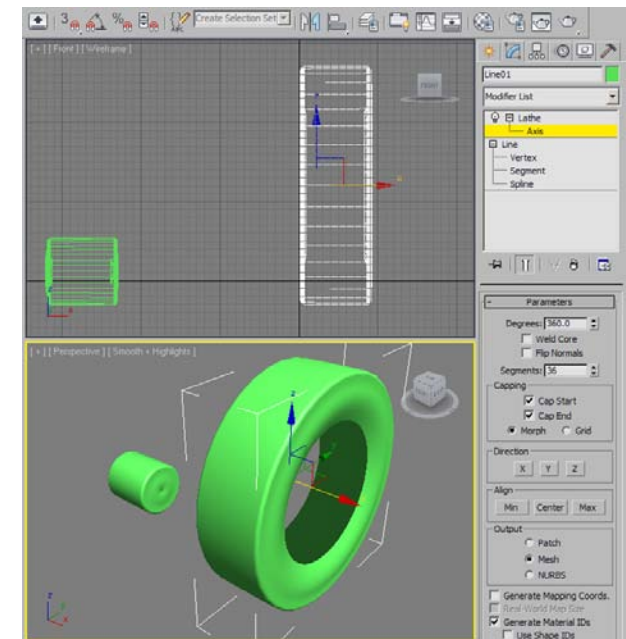 Create Selection Set
[ + ] [ Front ] [ Wireframe ]
Line01
Modifier List
Lathe
Axis
Line
Vertex
Segment
Spline
Parameters
Degrees: 360.0
Weld Core
Flip Normals
Segments: 36
Capping
Cap Start
Cap End
Morph Grid
Direction
X Y Z
Align
Min Center Max
Output
Patch
Mesh
NURBS
Generate Mapping Coords.
Real-World Map Size
Generate Material IDs
Use Shape IDs
[ + ] [ Perspective ] [ Smooth + Highlights ]